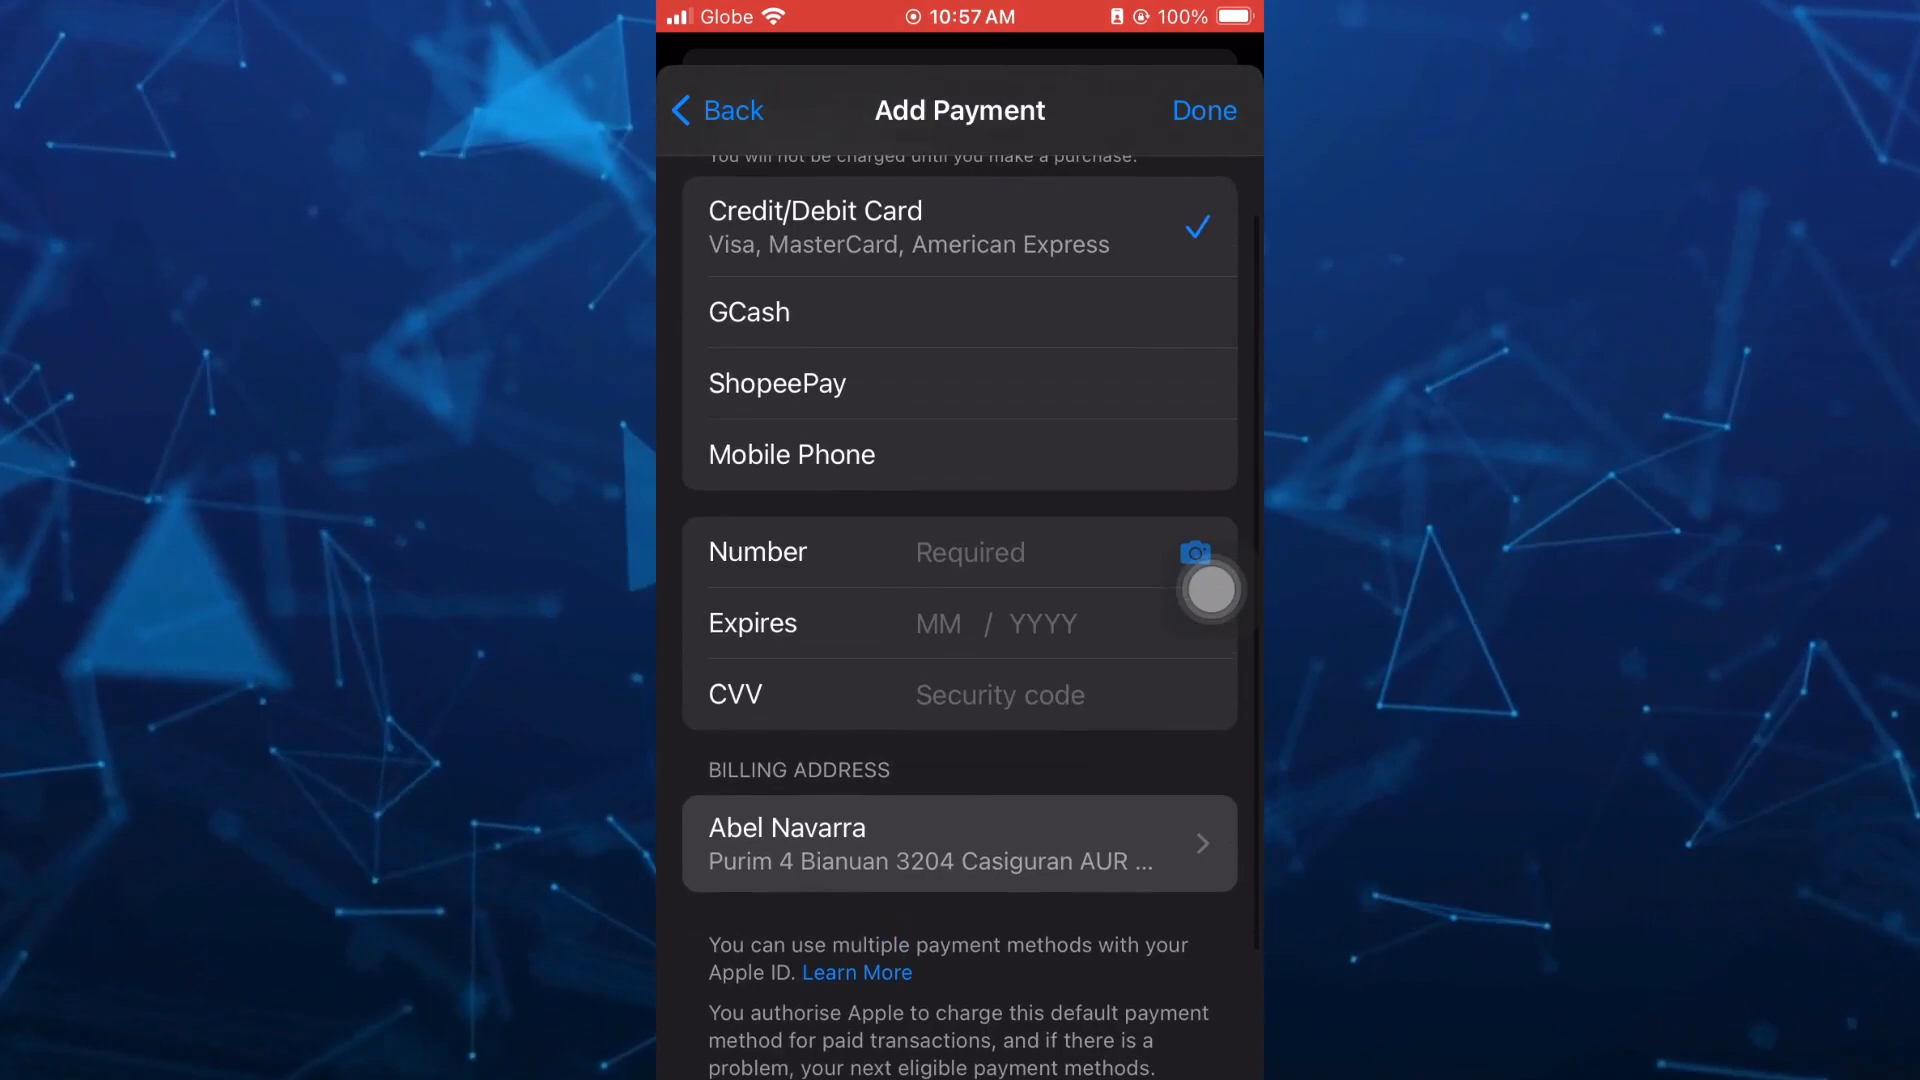 Globe 10:57 AM 100%
Back Add Payment Done
You will not be charged until you make a purchase.
Credit/Debit Card
Visa, MasterCard, American Express
GCash
ShopeePay
Mobile Phone
Number Required
Expires MM / YYYY
CVV Security code
BILLING ADDRESS
Abel Navarra
Purim 4 Bianuan 3204 Casiguran AUR ...
You can use multiple payment methods with your
Apple ID. Learn More
You authorise Apple to charge this default payment
method for paid transactions, and if there is a
problem, your next eligible payment methods.